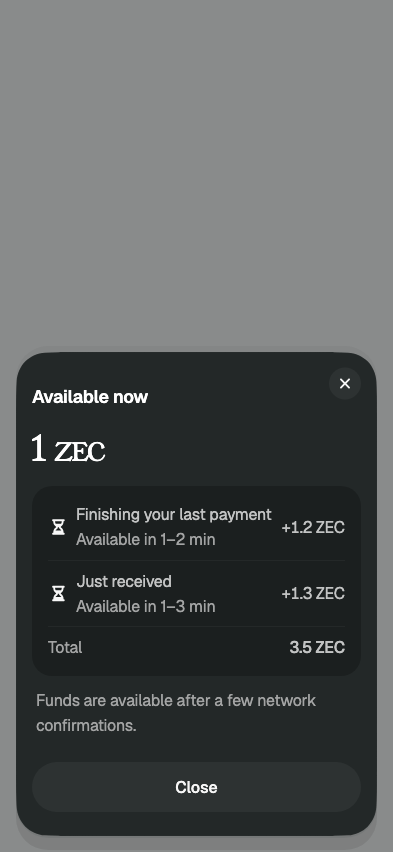 Available now
1 ZEC
Finishing your last payment
Available in 1–2 min
+1.2 ZEC
Just received
Available in 1–3 min
+1.3 ZEC
Total
3.5 ZEC
Funds are available after a few network
confirmations.
Close